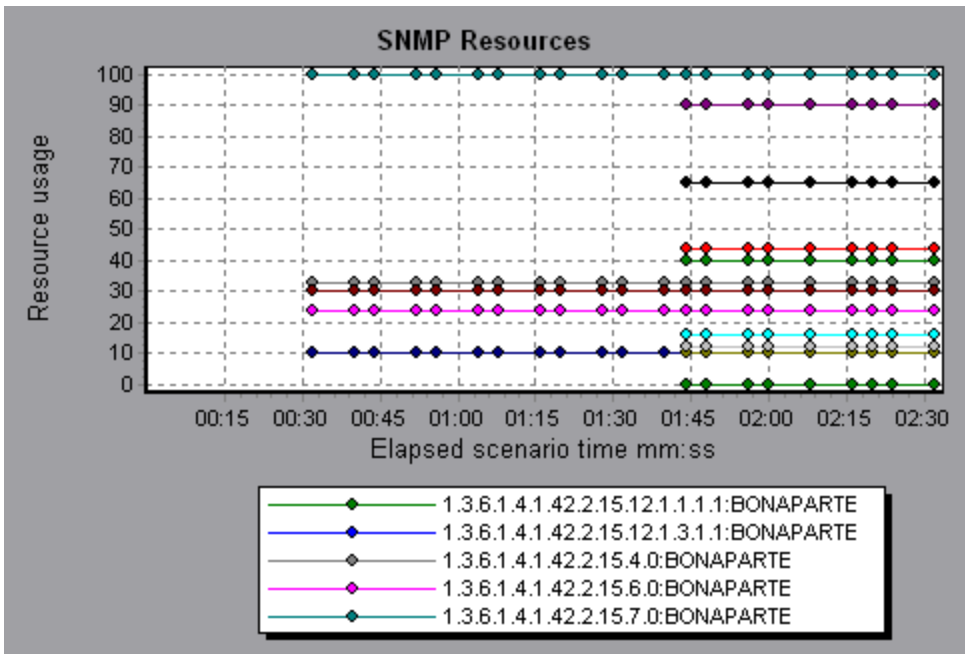 SNMP Resources
Resource usage
100
90
80
70
60
50
40
30
20
10
0
00:15 00:30 00:45 01:00 01:15 01:30 01:45 02:00 02:15 02:30
Elapsed scenario time mm:ss
1.3.6.1.4.1.42.2.15.12.1.1.1.1:BONAPARTE
1.3.6.1.4.1.42.2.15.12.1.3.1.1:BONAPARTE
1.3.6.1.4.1.42.2.15.4.0:BONAPARTE
1.3.6.1.4.1.42.2.15.6.0:BONAPARTE
1.3.6.1.4.1.42.2.15.7.0:BONAPARTE